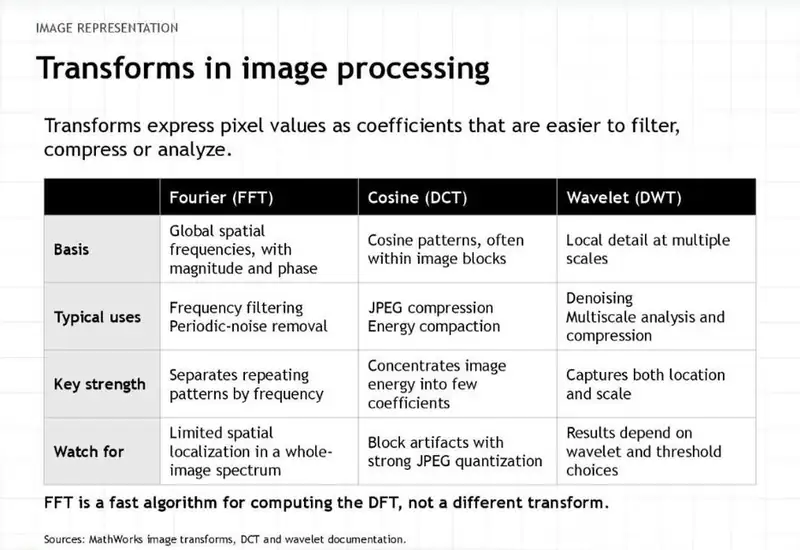 IMAGE REPRESENTATION
Transforms in image processing
Transforms express pixel values as coefficients that are easier to filter,
compress or analyze.
Fourier (FFT)
Cosine (DCT)
Wavelet (DWT)
Basis
Global spatial
frequencies, with
magnitude and phase
Cosine patterns, often
within image blocks
Local detail at multiple
scales
Typical uses
Frequency filtering
Periodic-noise removal
JPEG compression
Energy compaction
Denoising
Multiscale analysis and
compression
Key strength
Separates repeating
patterns by frequency
Concentrates image
energy into few
coefficients
Captures both location
and scale
Watch for
Limited spatial
localization in a whole-
image spectrum
Block artifacts with
strong JPEG quantization
Results depend on
wavelet and threshold
choices
FFT is a fast algorithm for computing the DFT, not a different transform.
Sources: MathWorks image transforms, DCT and wavelet documentation.